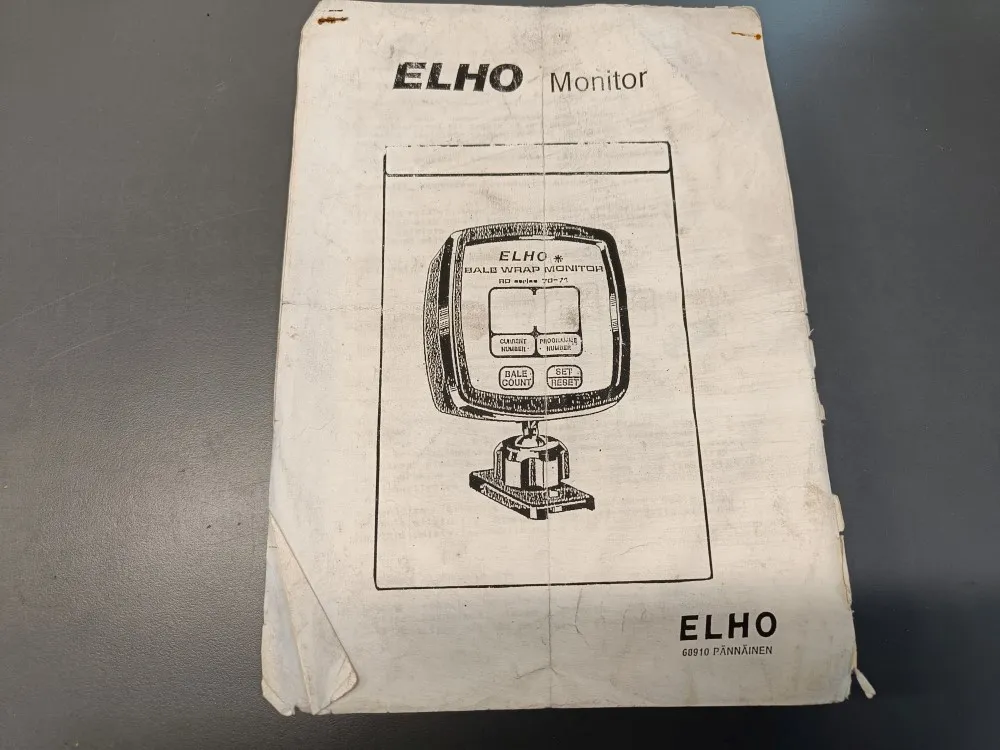 ELHO Monitor
ELHO
BALE WRAP MONITOR
RD series 70-71
CURRENT NUMBER
PROGRAMME NUMBER
BALE COUNT
SET RESET
ELHO
68910 PÄNNÄINEN